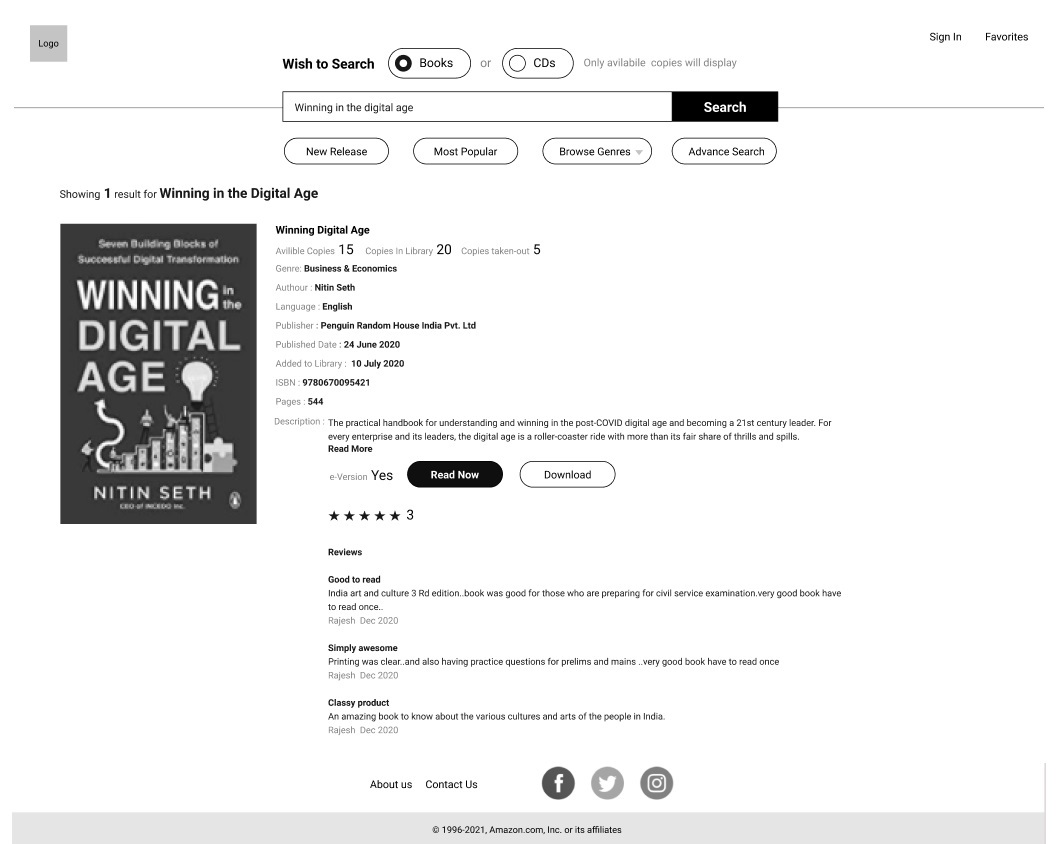 Logo
Sign In Favorites
Wish to Search Books or CDs Only avilabile copies will display
Winning in the digital age Search
New Release Most Popular Browse Genres Advance Search
Showing 1 result for Winning in the Digital Age
Seven Building Blocks of
Successful Digital Transformation
WINNING in the
DIGITAL
AGE
NITIN SETH
CEO of INCEDO Inc.
Winning Digital Age
Avilible Copies 15 Copies in Library 20 Copies taken-out 5
Genre: Business & Economics
Authour : Nitin Seth
Language : English
Publisher : Penguin Random House India Pvt. Ltd
Published Date : 24 June 2020
Added to Library : 10 July 2020
ISBN : 9780670095421
Pages : 544
Description : The practical handbook for understanding and winning in the post-COVID digital age and becoming a 21st century leader. For
every enterprise and its leaders, the digital age is a roller-coaster ride with more than its fair share of thrills and spills.
Read More
e-Version Yes Read Now Download
★ ★ ★ ★ ★ 3
Reviews
Good to read
India art and culture 3 Rd edition..book was good for those who are preparing for civil service examination.very good book have
to read once..
Rajesh Dec 2020
Simply awesome
Printing was clear..and also having practice questions for prelims and mains ..very good book have to read once
Rajesh Dec 2020
Classy product
An amazing book to know about the various cultures and arts of the people in India.
Rajesh Dec 2020
About us Contact Us
© 1996-2021, Amazon.com, Inc. or its affiliates